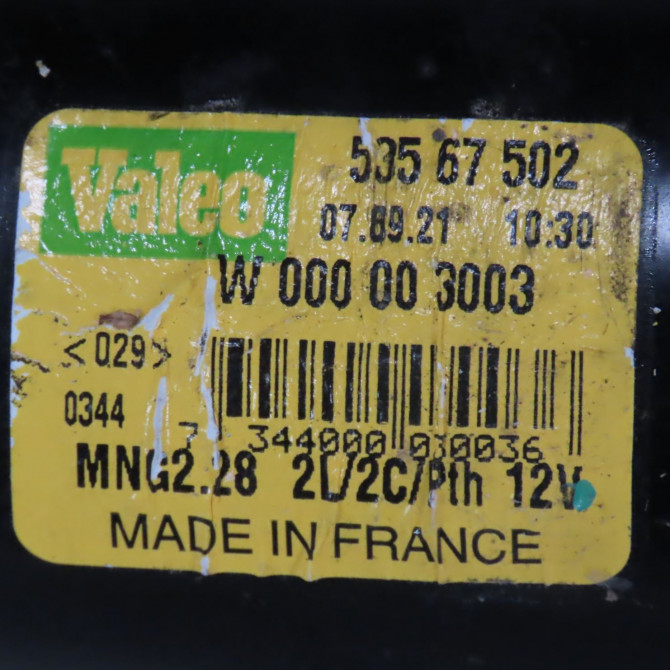 Valeo
535 67 502
07.89.21 10:30
W 000 00 3003
<029>
0344
7 344000 030036
MNG2.28 2L/2C/Pth 12V
MADE IN FRANCE